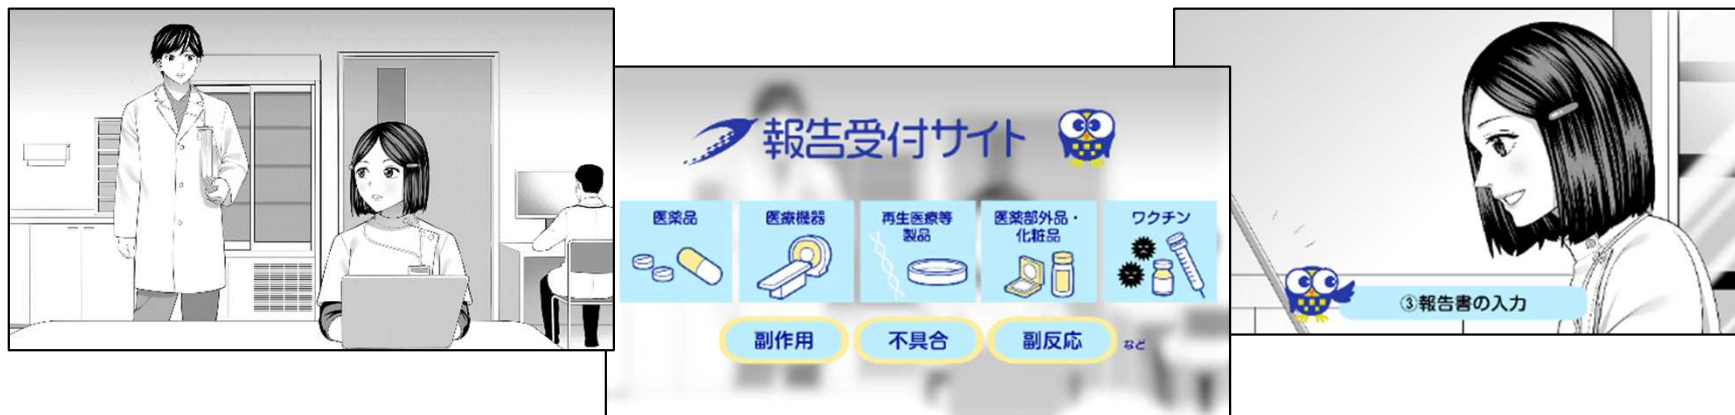 報告受付サイト
医薬品
医療機器
再生医療等
製品
医薬部外品・
化粧品
ワクチン
副作用
不具合
副反応
など
③報告書の入力